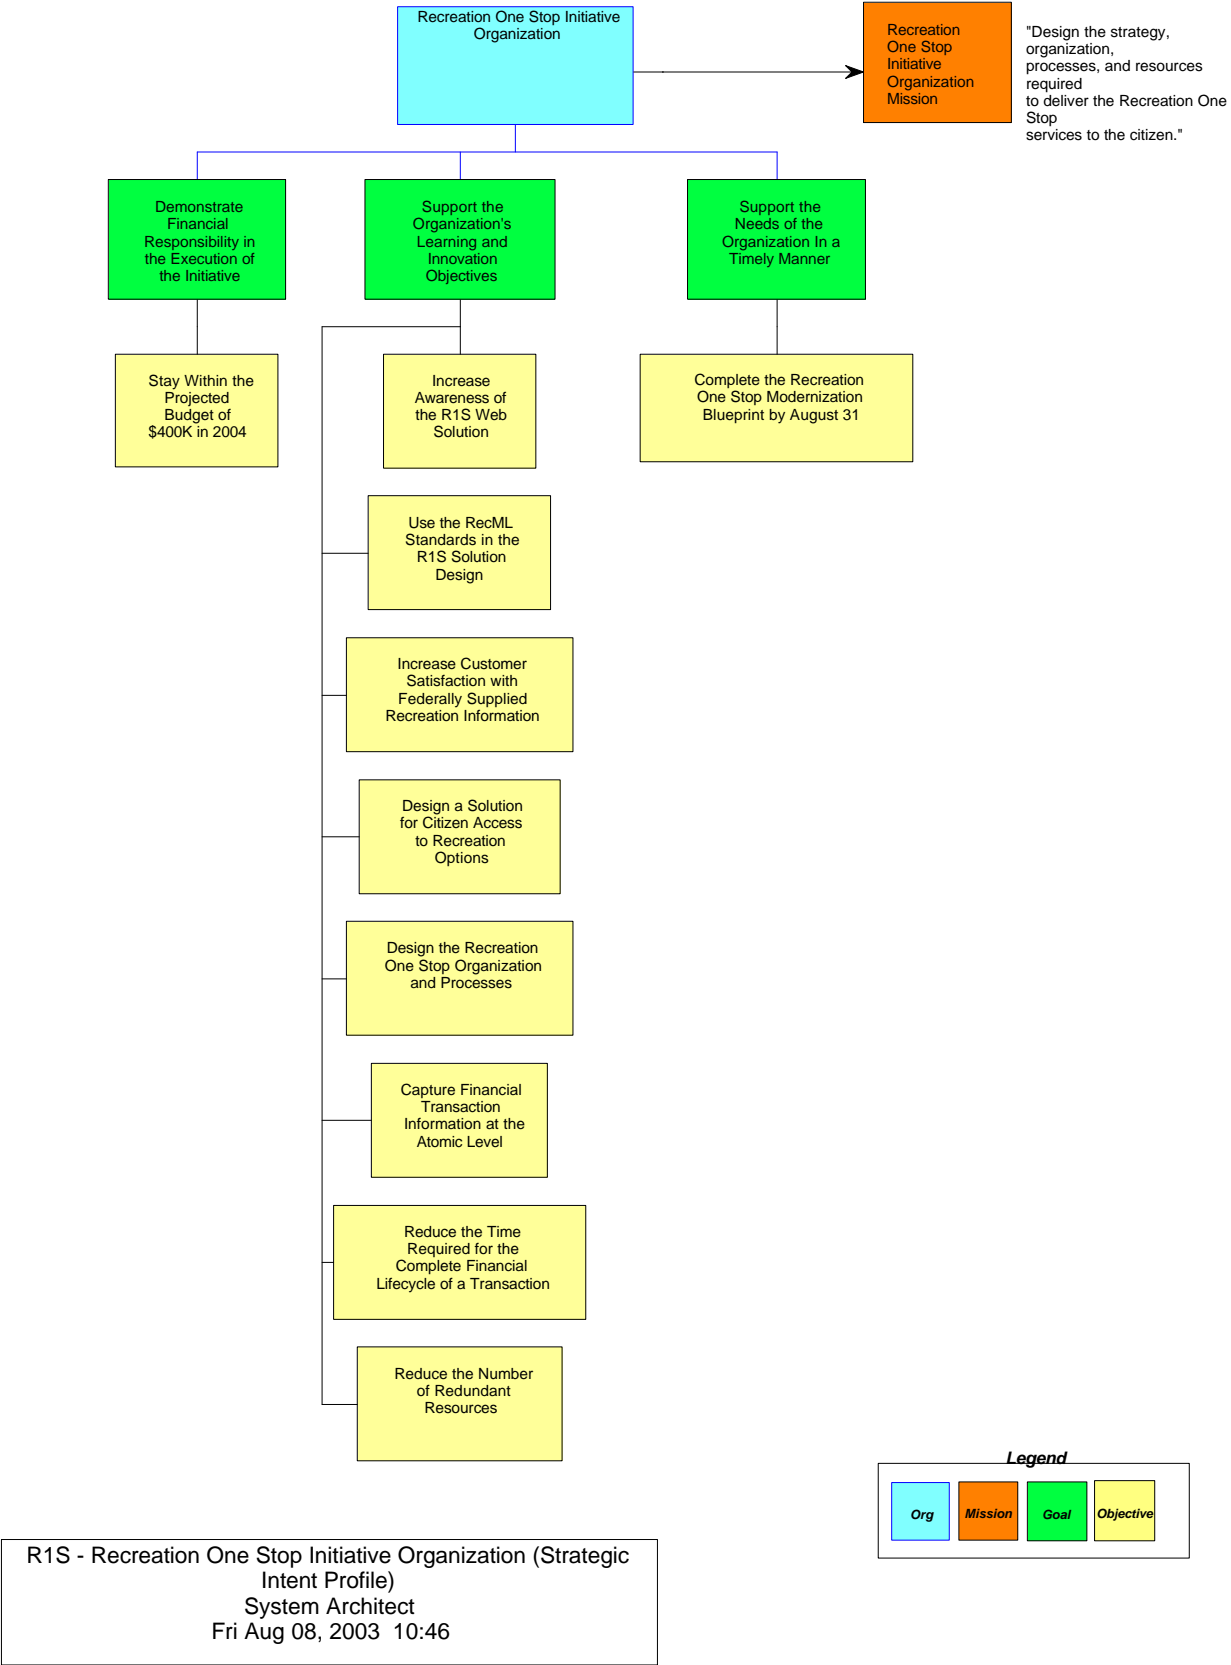 Recreation One Stop Initiative
Organization
Recreation
One Stop
Initiative
Organization
Mission
"Design the strategy,
organization,
processes, and resources
required
to deliver the Recreation One
Stop
services to the citizen."
Demonstrate
Financial
Responsibility in
the Execution of
the Initiative
Support the
Organization's
Learning and
Innovation
Objectives
Support the
Needs of the
Organization In a
Timely Manner
Stay Within the
Projected
Budget of
$400K in 2004
Increase
Awareness of
the R1S Web
Solution
Complete the Recreation
One Stop Modernization
Blueprint by August 31
Use the RecML
Standards in the
R1S Solution
Design
Increase Customer
Satisfaction with
Federally Supplied
Recreation Information
Design a Solution
for Citizen Access
to Recreation
Options
Design the Recreation
One Stop Organization
and Processes
Capture Financial
Transaction
Information at the
Atomic Level
Reduce the Time
Required for the
Complete Financial
Lifecycle of a Transaction
Reduce the Number
of Redundant
Resources
Legend
Org
Mission
Goal
Objective
R1S - Recreation One Stop Initiative Organization (Strategic
Intent Profile)
System Architect
Fri Aug 08, 2003  10:46